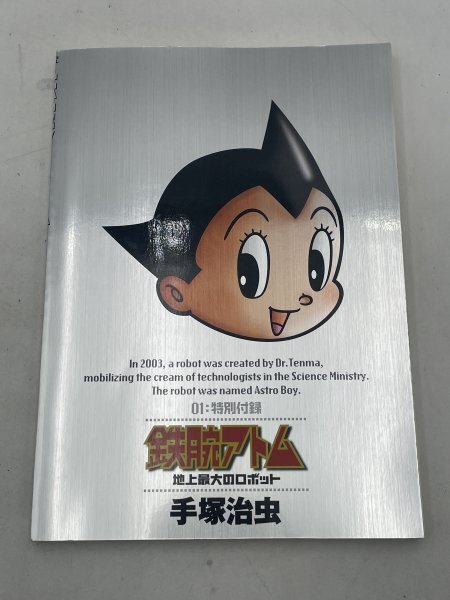 In 2003, a robot was created by Dr.Tenma,
mobilizing the cream of technologists in the Science Ministry.
The robot was named Astro Boy.
01:特別付録
鉄腕アトム
地上最大のロボット
手塚治虫